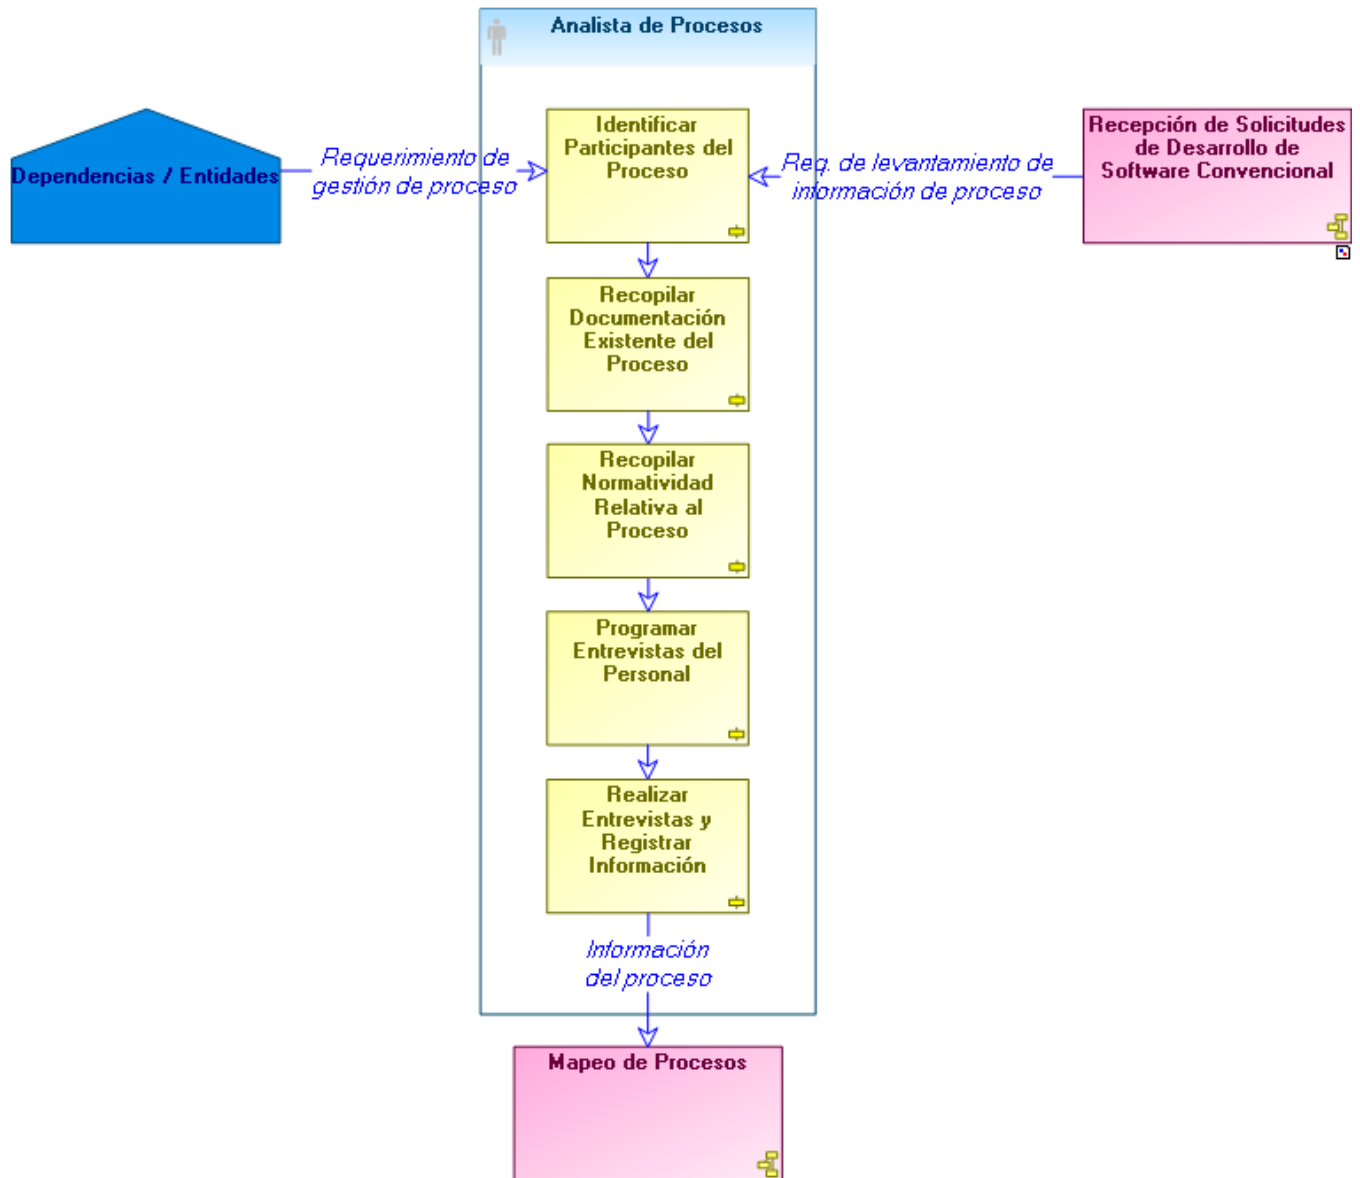 Analista de Procesos
Dependencias / Entidades
Requerimiento de
gestión de proceso
Identificar
Participantes del
Proceso
Req. de levantamiento de
información de proceso
Recepción de Solicitudes
de Desarrollo de
Software Convencional
Recopilar
Documentación
Existente del
Proceso
Recopilar
Normatividad
Relativa al
Proceso
Programar
Entrevistas del
Personal
Realizar
Entrevistas y
Registrar
Información
Información
del proceso
Mapeo de Procesos